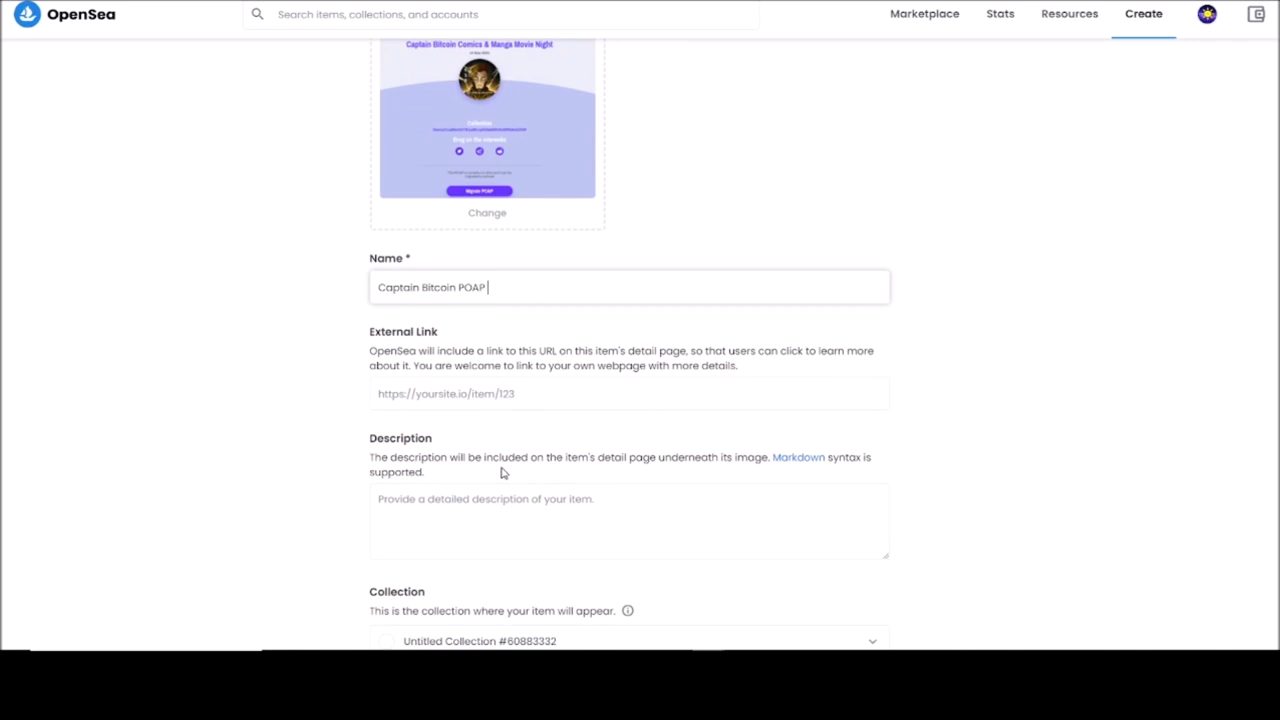 OpenSea
Search items, collections, and accounts
Marketplace
Stats
Resources
Create
Captain Bitcoin Comics & Manga Movie Night
Migrate POAP
Change
Name *
Captain Bitcoin POAP
External Link
OpenSea will include a link to this URL on this item's detail page, so that users can click to learn more
about it. You are welcome to link to your own webpage with more details.
https://yoursite.io/item/123
Description
The description will be included on the item's detail page underneath its image. Markdown syntax is
supported.
Provide a detailed description of your item.
Collection
This is the collection where your item will appear.
Untitled Collection #60883332